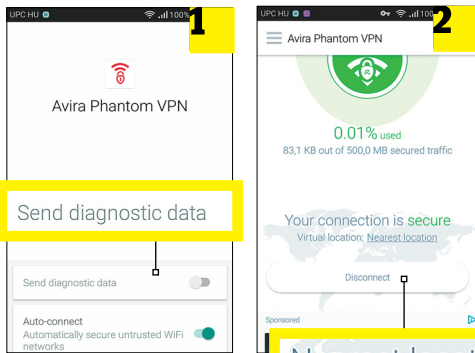 UPC HU
100%
1
Avira Phantom VPN
Send diagnostic data
Send diagnostic data
Auto-connect
Automatically secure untrusted WiFi
networks
UPC HU
100
2
Avira Phantom VPN
0.01% used
83,1 KB out of 500,0 MB secured traffic
Your connection is secure
Virtual location: Nearest location
Disconnect
Sponsored